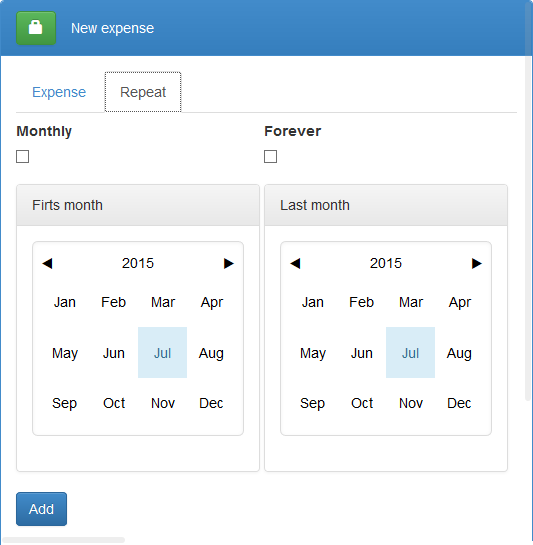 New expense
Expense Repeat
Monthly Forever
Firts month Last month
◀ 2015 ▶ ◀ 2015 ▶
Jan Feb Mar Apr Jan Feb Mar Apr
May Jun Jul Aug May Jun Jul Aug
Sep Oct Nov Dec Sep Oct Nov Dec
Add